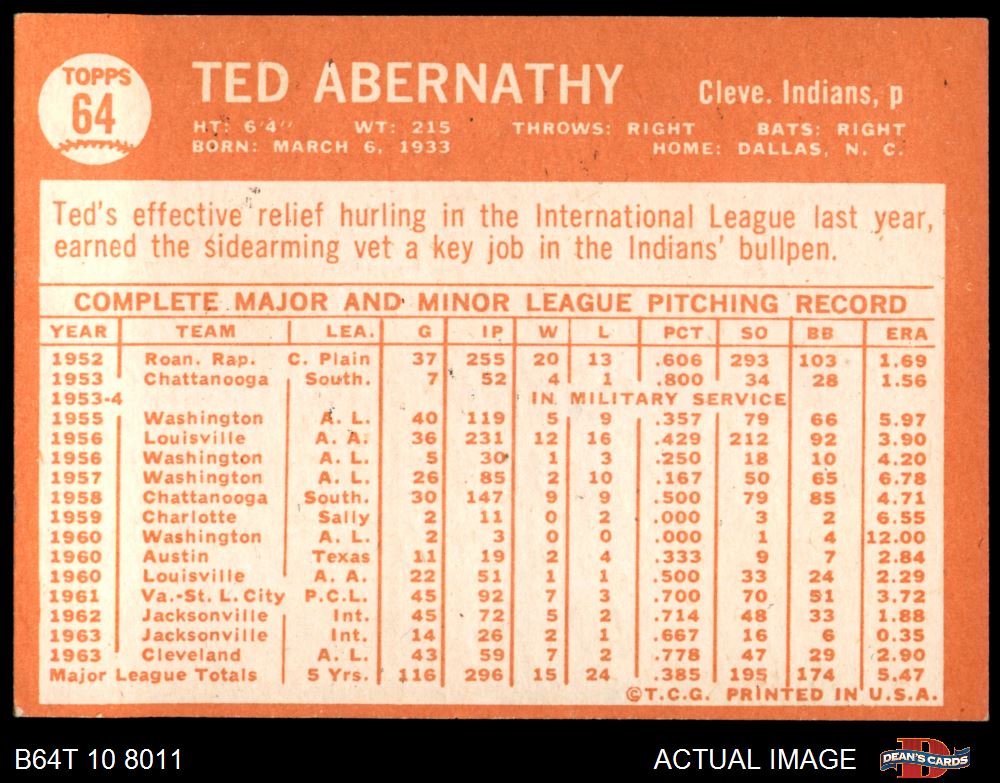 TOPPS
64
TED ABERNATHY
Cleve. Indians, p
HT: 6'4" WT: 215 THROWS: RIGHT BATS: RIGHT
BORN: MARCH 6, 1933 HOME: DALLAS, N. C.
Ted's effective relief hurling in the International League last year,
earned the sidearming vet a key job in the Indians' bullpen.
COMPLETE MAJOR AND MINOR LEAGUE PITCHING RECORD
YEAR TEAM LEA. G IP W L PCT SO BB ERA
1952 Roan. Rap. C. Plain 37 255 20 13 .606 293 103 1.69
1953 Chattanooga South. 7 52 4 1 .800 34 28 1.56
1953-4 IN MILITARY SERVICE
1955 Washington A. L. 40 119 5 9 .357 79 66 5.97
1956 Louisville A. A. 36 231 12 16 .429 212 92 3.90
1956 Washington A. L. 5 30 1 3 .250 18 10 4.20
1957 Washington A. L. 26 85 2 10 .167 50 65 6.78
1958 Chattanooga South. 30 147 9 9 .500 79 85 4.71
1959 Charlotte Sally 2 11 0 2 .000 3 2 6.55
1960 Washington A. L. 2 3 0 0 .000 1 4 12.00
1960 Austin Texas 11 19 2 4 .333 9 7 2.84
1960 Louisville A. A. 22 51 1 1 .500 33 24 2.29
1961 Va.-St. L. City P.C.L. 45 92 7 3 .700 70 51 3.72
1962 Jacksonville Int. 45 72 5 2 .714 48 33 1.88
1963 Jacksonville Int. 14 26 2 1 .667 16 6 0.35
1963 Cleveland A. L. 43 59 7 2 .778 47 29 2.90
Major League Totals 5 Yrs. 116 296 15 24 .385 195 174 5.47
©T.C.G. PRINTED IN U.S.A.
B64T 10 8011
ACTUAL IMAGE
DEAN'S CARDS